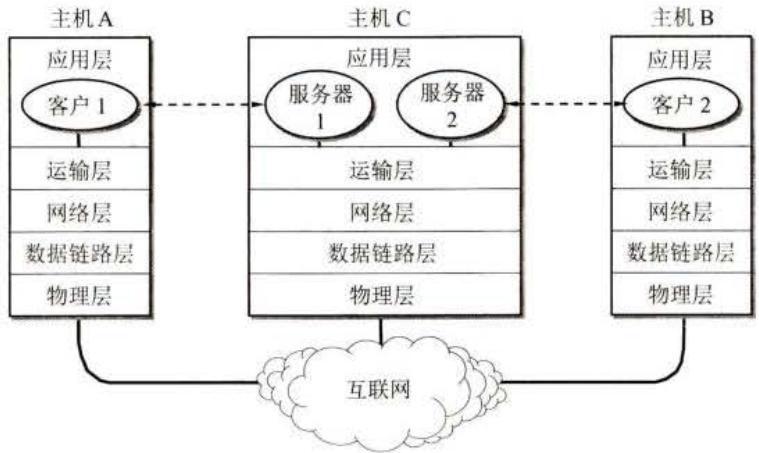 主机 A 主机 C 主机 B
应用层 应用层 应用层
客户 1 服务器 服务器 客户 2
1 2
运输层 运输层 运输层
网络层 网络层 网络层
数据链路层 数据链路层 数据链路层
物理层 物理层 物理层
互联网